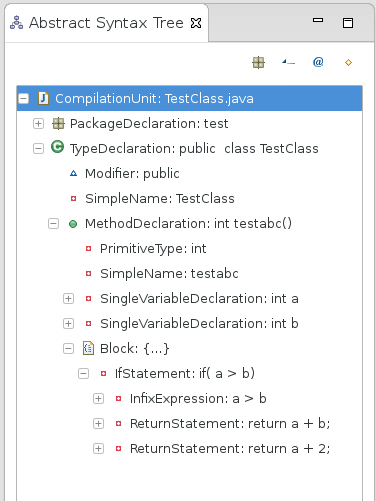 Abstract Syntax Tree
CompilationUnit: TestClass.java
PackageDeclaration: test
TypeDeclaration: public  class TestClass
Modifier: public
SimpleName: TestClass
MethodDeclaration: int testabc()
PrimitiveType: int
SimpleName: testabc
SingleVariableDeclaration: int a
SingleVariableDeclaration: int b
Block: {...}
IfStatement: if( a > b)
InfixExpression: a > b
ReturnStatement: return a + b;
ReturnStatement: return a + 2;